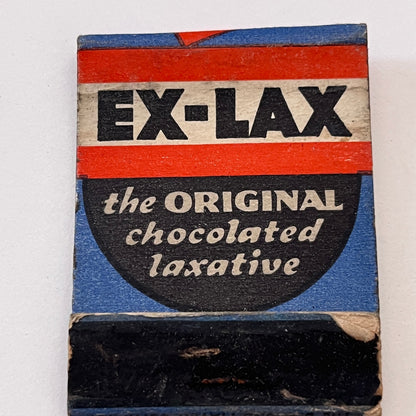 EX-LAX
the ORIGINAL
chocolated
laxative